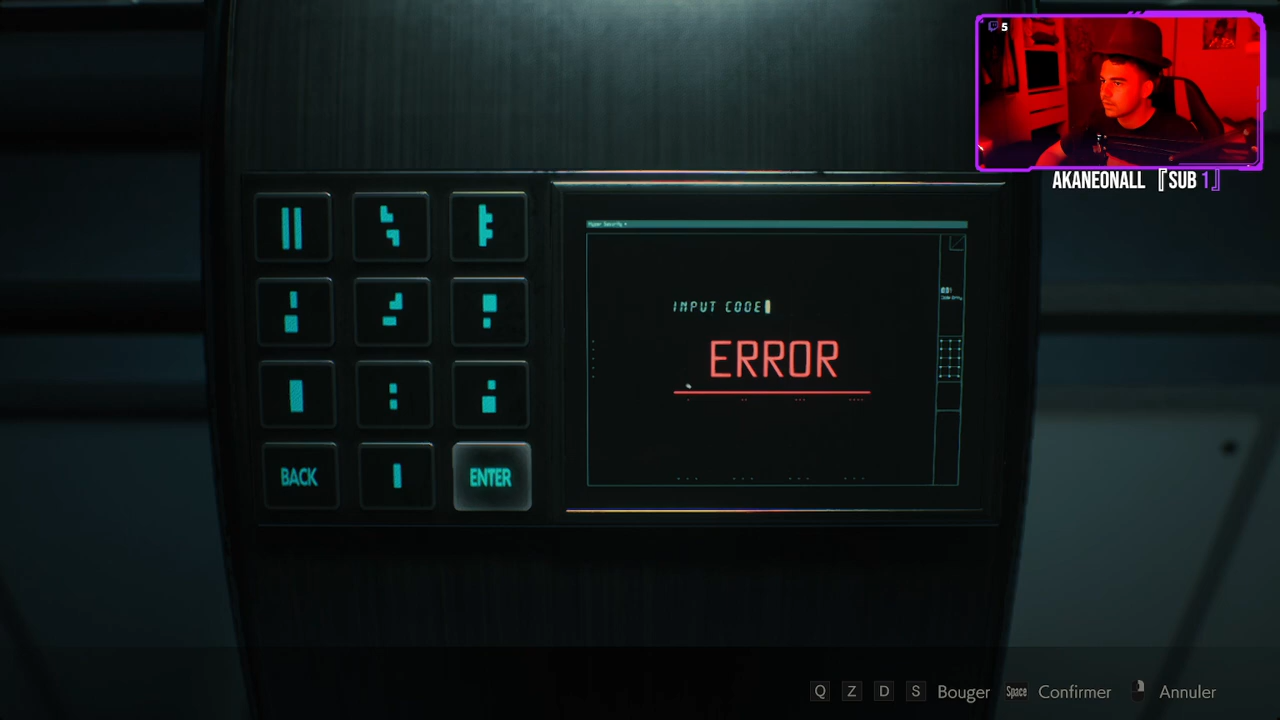 5
AKANEONALL 『SUB 1』
INPUT CODE
ERROR
BACK
ENTER
Q Z D S Bouger Space Confirmer Annuler